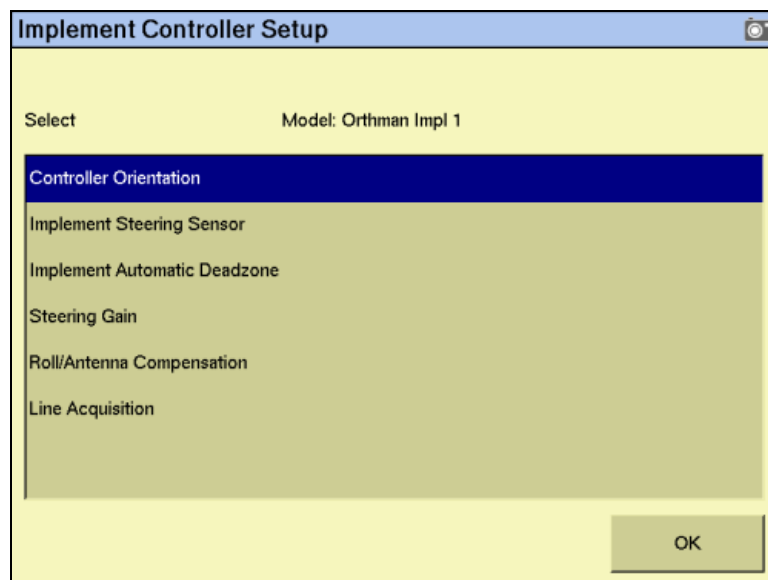 Implement Controller Setup
Select Model: Orthman Impl 1
Controller Orientation
Implement Steering Sensor
Implement Automatic Deadzone
Steering Gain
Roll/Antenna Compensation
Line Acquisition
OK